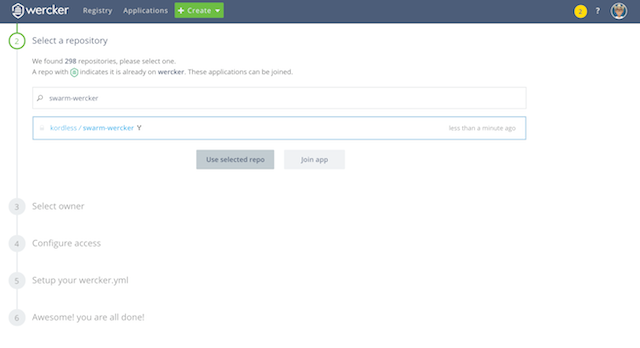 wercker Registry Applications + Create 2 ?
2 Select a repository
We found 298 repositories, please select one.
A repo with indicates it is already on wercker. These applications can be joined.
swarm-wercker
kordless / swarm-wercker less than a minute ago
Use selected repo Join app
3 Select owner
4 Configure access
5 Setup your wercker.yml
6 Awesome! you are all done!